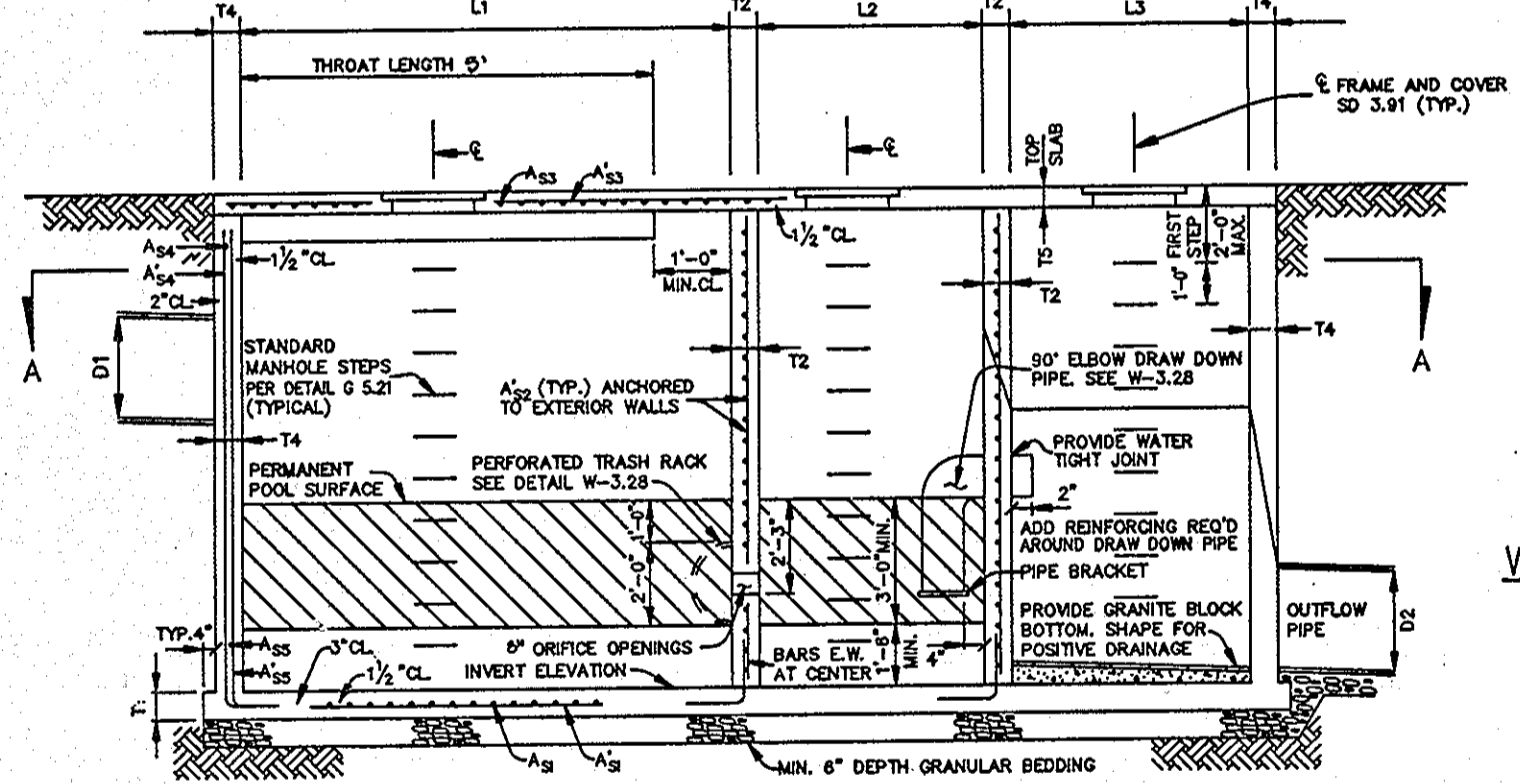 T4
L1
T2
L2
T2
L3
T4
THROAT LENGTH 5'
℄ FRAME AND COVER
SD 3.91 (TYP.)
℄
℄
TOP
SLAB
AS3
A'S3
1½" CL.
T5
1'-0" FIRST
STEP
2'-0"
MAX.
AS4
A'S4
1½"CL.
2"CL.
1'-0"
MIN.CL.
T2
T4
A
A
D1
STANDARD
MANHOLE STEPS
PER DETAIL G 5.21
(TYPICAL)
T2
90° ELBOW DRAW DOWN
PIPE. SEE W-3.28
A'S2 (TYP.) ANCHORED
TO EXTERIOR WALLS
T4
PERMANENT
POOL SURFACE
PERFORATED TRASH RACK
SEE DETAIL W-3.28
PROVIDE WATER
TIGHT JOINT
2"
1'-0"
2'-0"
2'-3"
3'-0" MIN.
ADD REINFORCING REQ'D
AROUND DRAW DOWN PIPE
PIPE BRACKET
V
PROVIDE GRANITE BLOCK
BOTTOM. SHAPE FOR
POSITIVE DRAINAGE
OUTFLOW
PIPE
D2
TYP.4"
AS5
A'S5
3"CL.
1½"CL.
6" ORIFICE OPENINGS
INVERT ELEVATION
BARS E.W.
AT CENTER
1'-8"
MIN.
4"
T1
AS1
A'S1
MIN. 6" DEPTH GRANULAR BEDDING